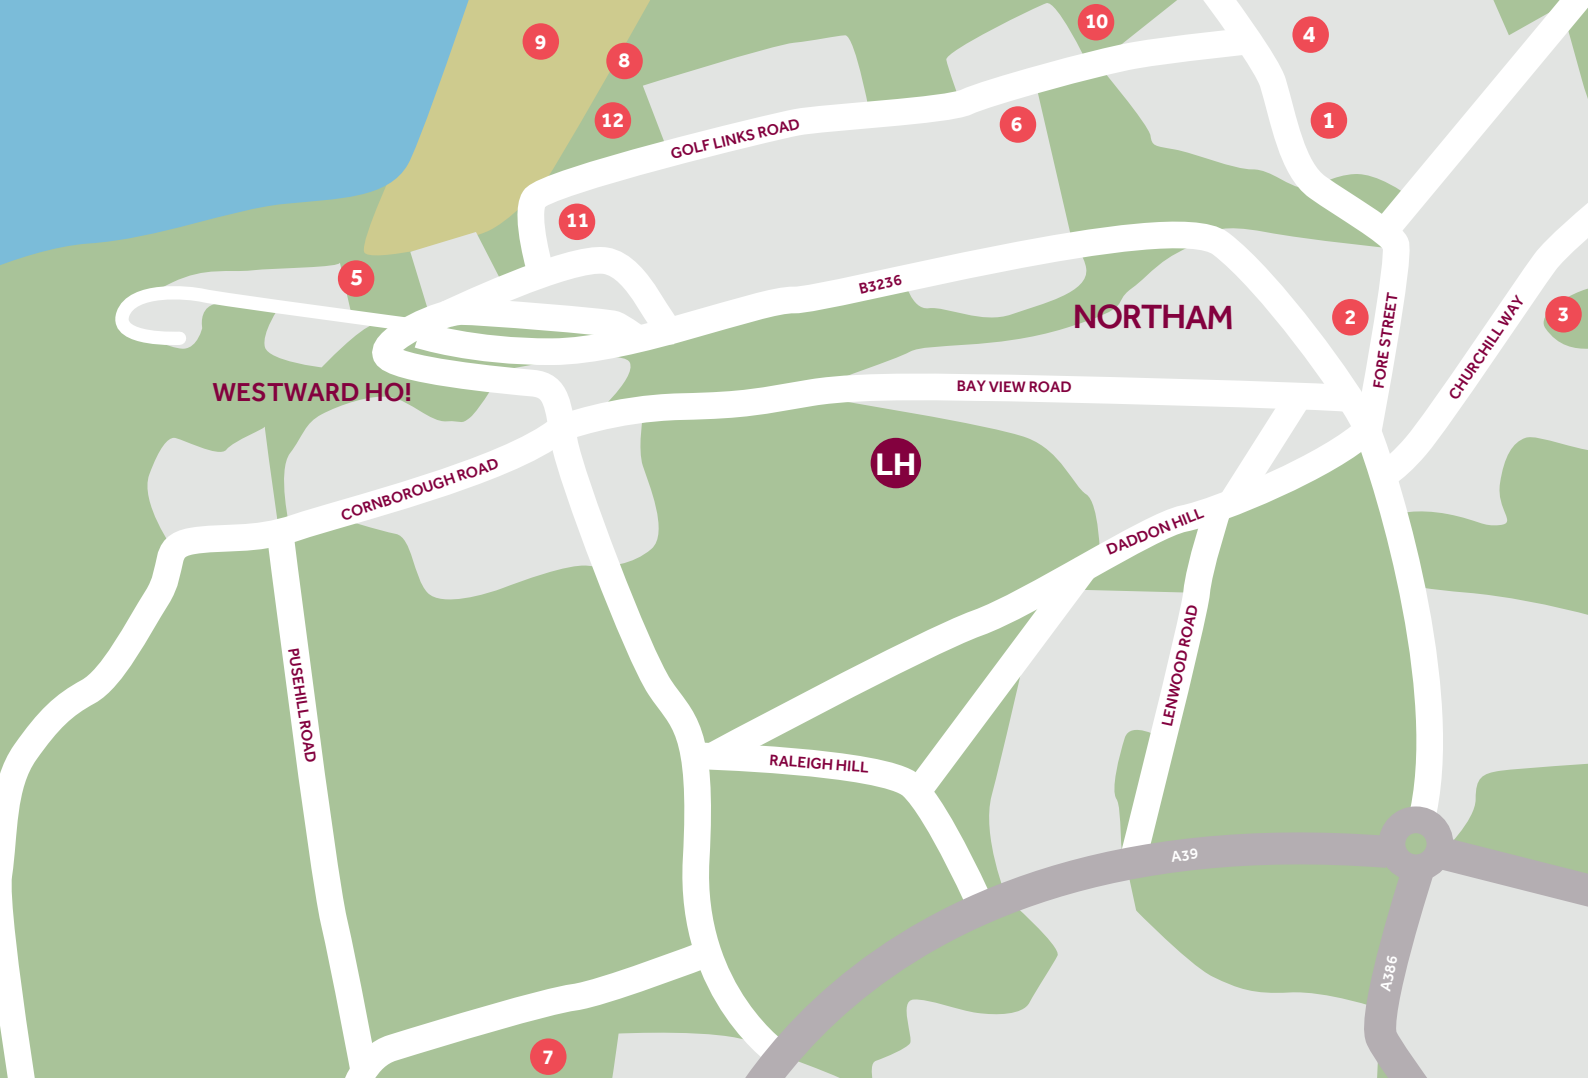 10
4
9
8
12
6
1
GOLF LINKS ROAD
11
5
B3236
NORTHAM
2
FORE STREET
3
CHURCHILL WAY
WESTWARD HO!
BAY VIEW ROAD
LH
CORNBOROUGH ROAD
DADDON HILL
PUSEHILL ROAD
LENWOOD ROAD
RALEIGH HILL
A39
A386
7